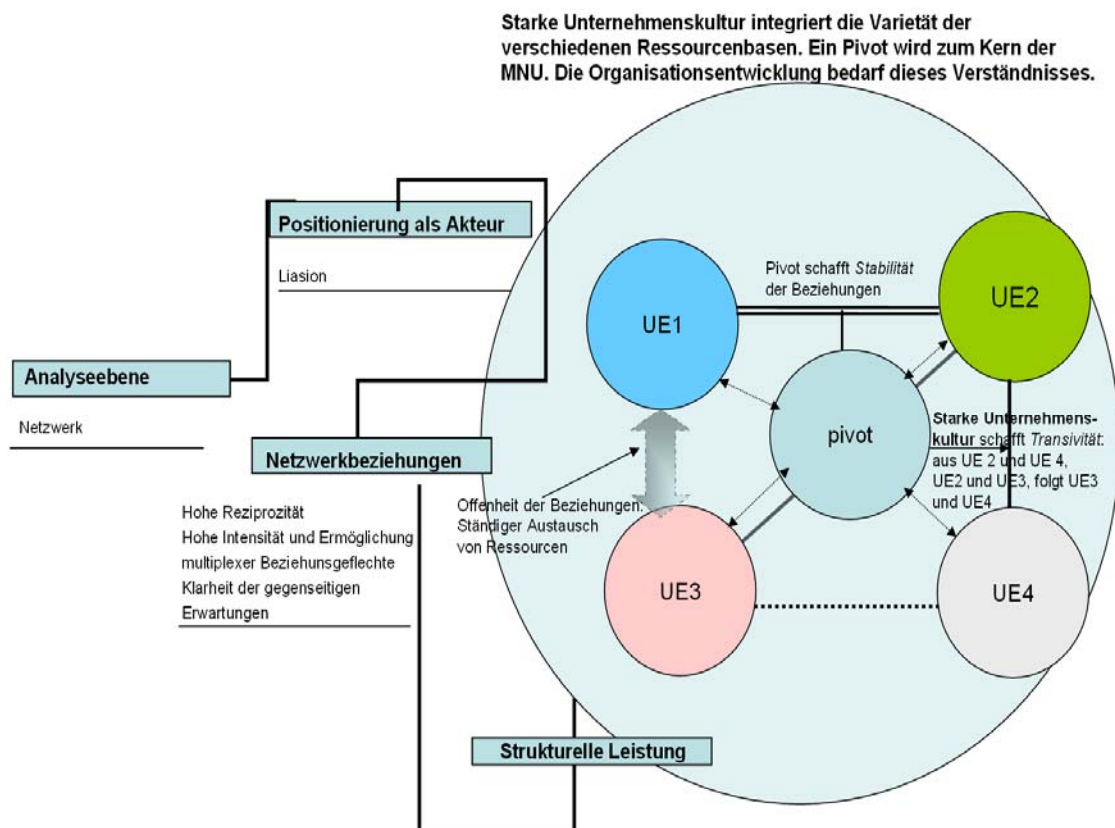 Starke Unternehmenskultur integriert die Varietät der
verschiedenen Ressourcenbasen. Ein Pivot wird zum Kern der
MNU. Die Organisationsentwicklung bedarf dieses Verständnisses.
Positionierung als Akteur
Liasion
Analyseebene
Netzwerk
Netzwerkbeziehungen
Hohe Reziprozität
Hohe Intensität und Ermöglichung
multiplexer Beziehunsgeflechte
Klarheit der gegenseitigen
Erwartungen
UE1
Pivot schafft Stabilität
der Beziehungen
UE2
pivot
Starke Unternehmens-
kultur schafft Transivität:
aus UE 2 und UE 4,
UE2 und UE3, folgt UE3
und UE4
Offenheit der Beziehungen:
Ständiger Austausch
von Ressourcen
UE3
UE4
Strukturelle Leistung